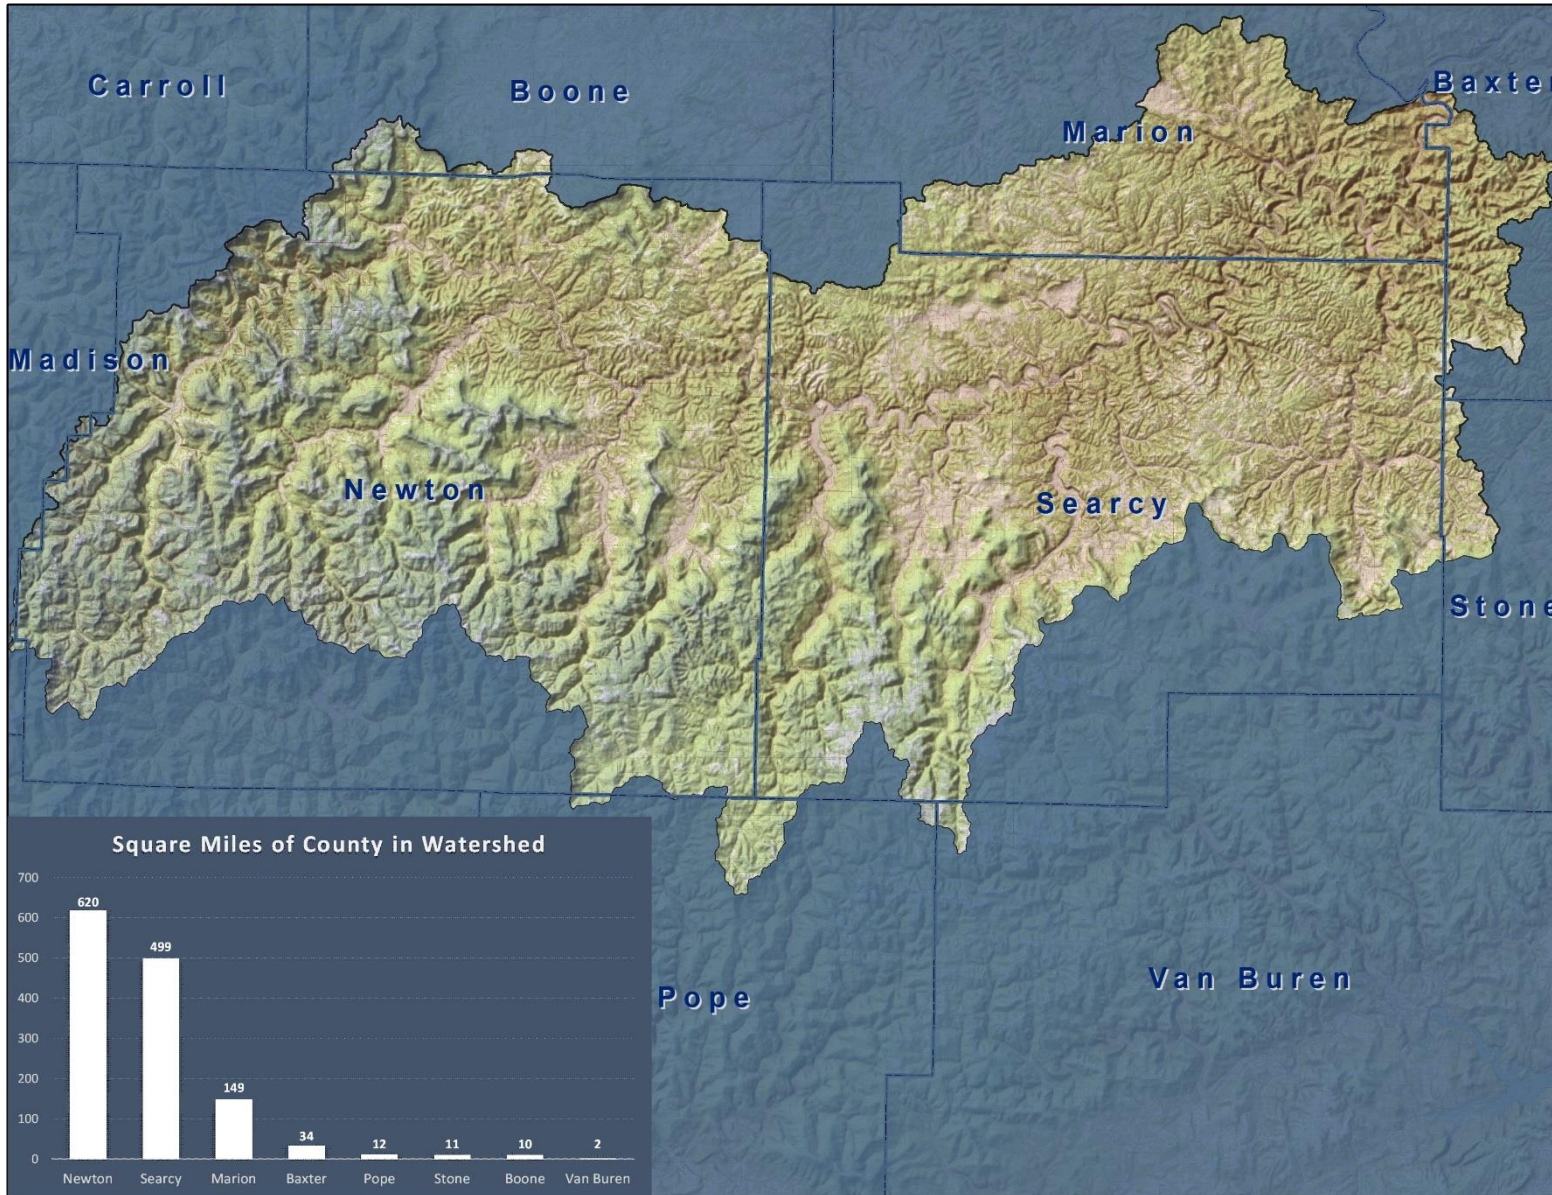 Carroll
Boone
Baxter
Marion
Madison
Newton
Searcy
Stone
Pope
Van Buren
Square Miles of County in Watershed
700
600
500
400
300
200
100
0
620
499
149
34
12
11
10
2
Newton Searcy Marion Baxter Pope Stone Boone Van Buren